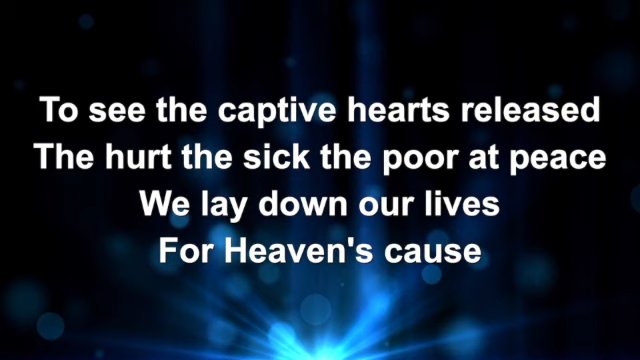 To see the captive hearts released
The hurt the sick the poor at peace
We lay down our lives
For Heaven's cause